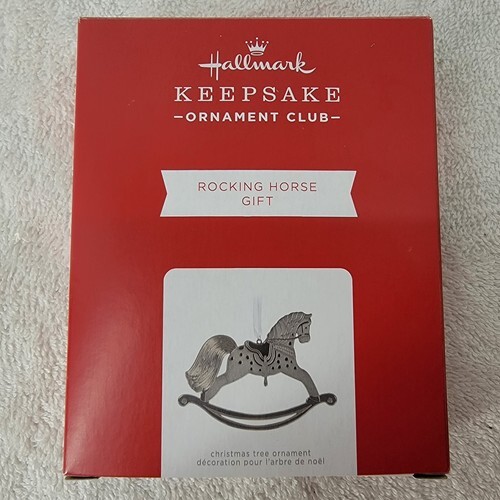 Hallmark
KEEPSAKE
–ORNAMENT CLUB–
ROCKING HORSE
GIFT
christmas tree ornament
décoration pour l'arbre de noël